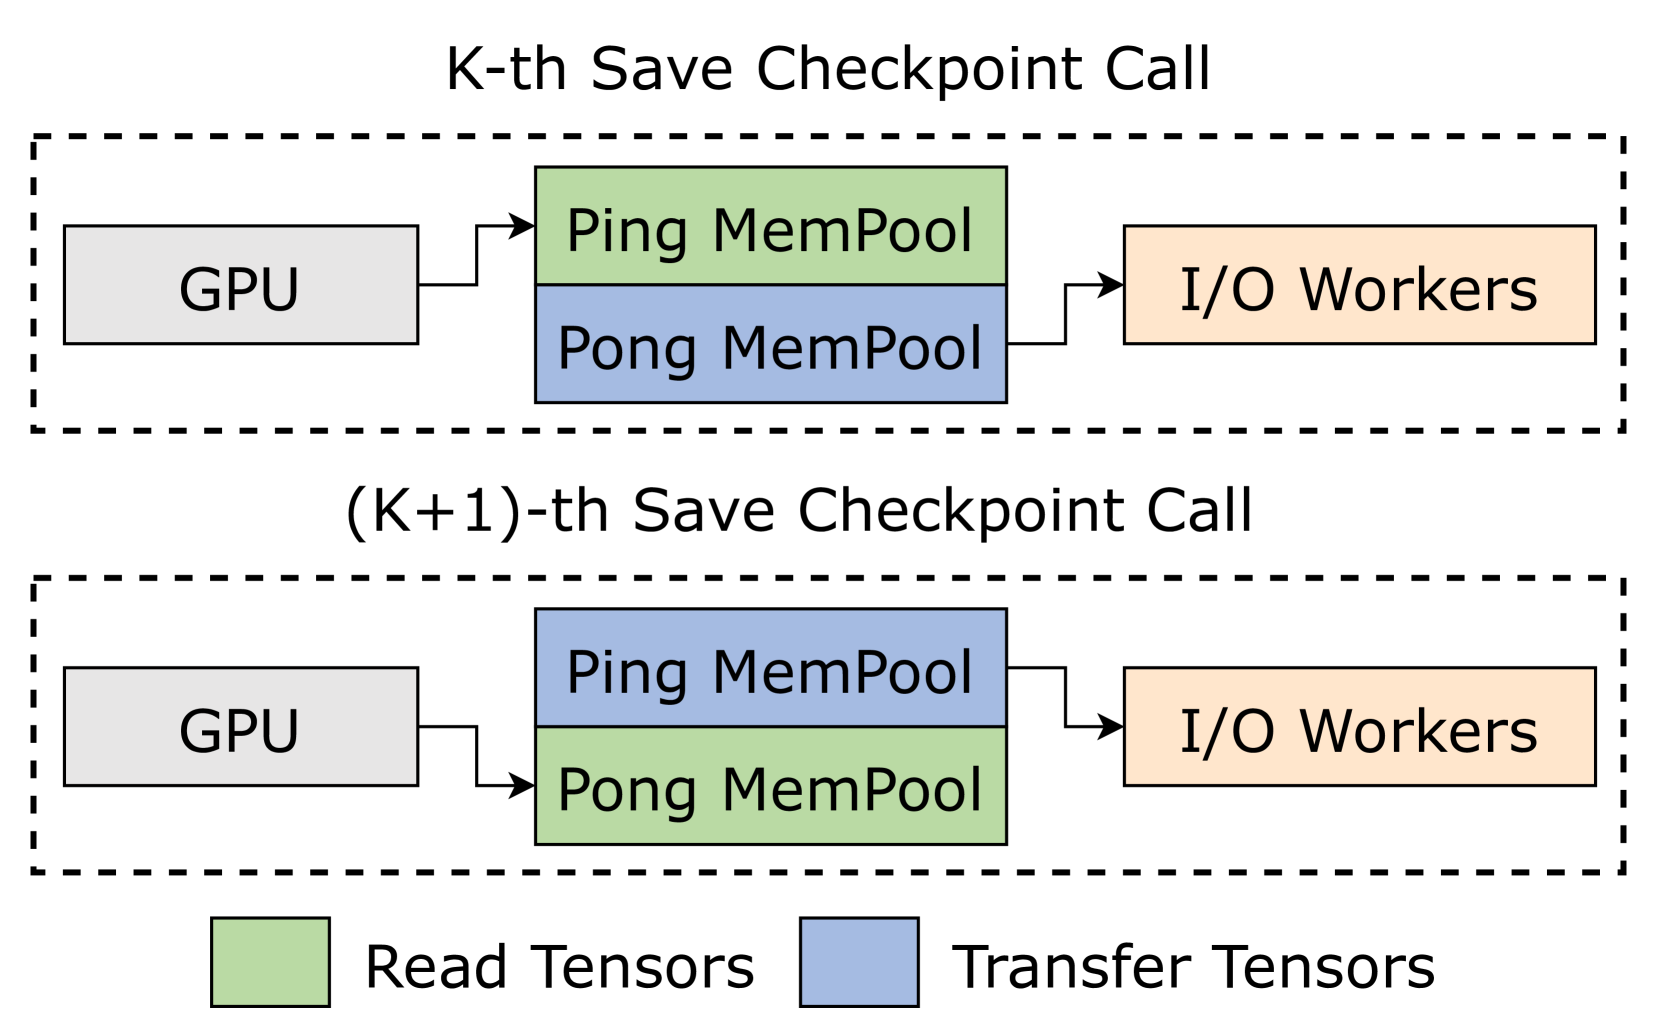 K-th Save Checkpoint Call
GPU
Ping MemPool
Pong MemPool
I/O Workers
(K+1)-th Save Checkpoint Call
GPU
Ping MemPool
Pong MemPool
I/O Workers
Read Tensors
Transfer Tensors